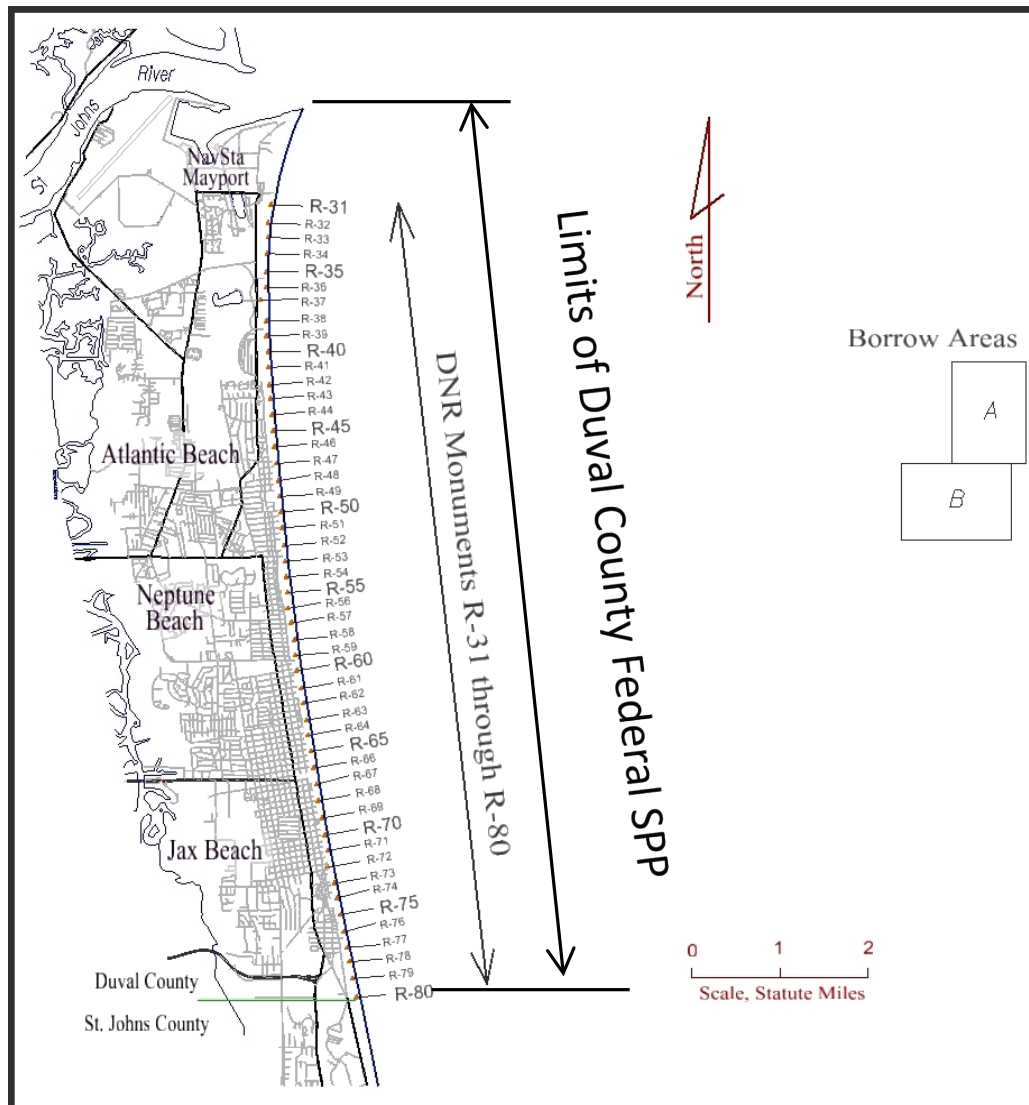 River
Johns
St
NavSta
Mayport
R-31
R-32
R-33
R-34
R-35
R-36
R-37
R-38
R-39
R-40
R-41
R-42
R-43
R-44
R-45
R-46
R-47
R-48
R-49
R-50
R-51
R-52
R-53
R-54
R-55
R-56
R-57
R-58
R-59
R-60
R-61
R-62
R-63
R-64
R-65
R-66
R-67
R-68
R-69
R-70
R-71
R-72
R-73
R-74
R-75
R-76
R-77
R-78
R-79
R-80
Atlantic Beach
Neptune
Beach
Jax Beach
Duval County
St. Johns County
DNR Monuments R-31 through R-80
Limits of Duval County Federal SPP
North
Borrow Areas
A
B
0 1 2
Scale, Statute Miles